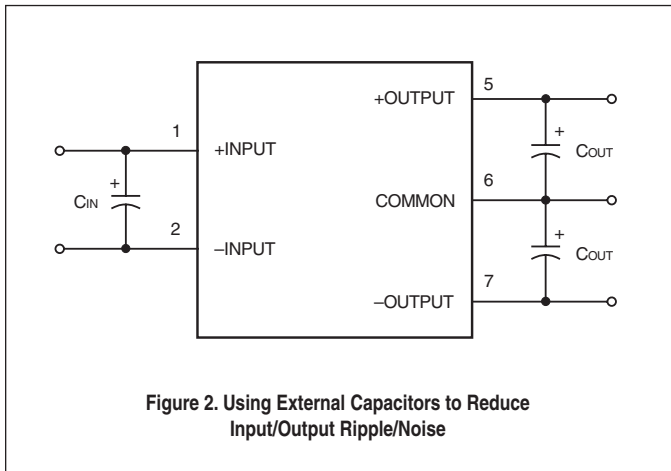 5
+OUTPUT
+
COUT
1
+INPUT
6
COMMON
+
CIN
2
–INPUT
+
COUT
7
–OUTPUT
Figure 2. Using External Capacitors to Reduce
Input/Output Ripple/Noise